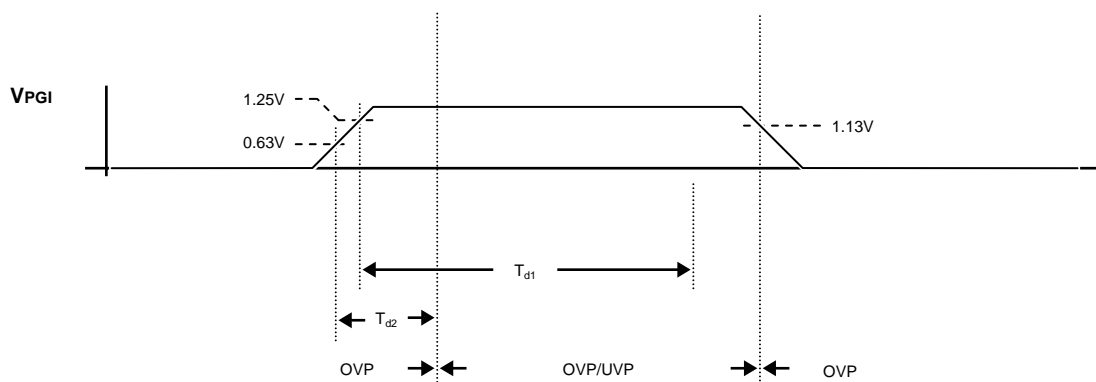 VPGI
1.25V
0.63V
1.13V
Td1
Td2
OVP
OVP/UVP
OVP